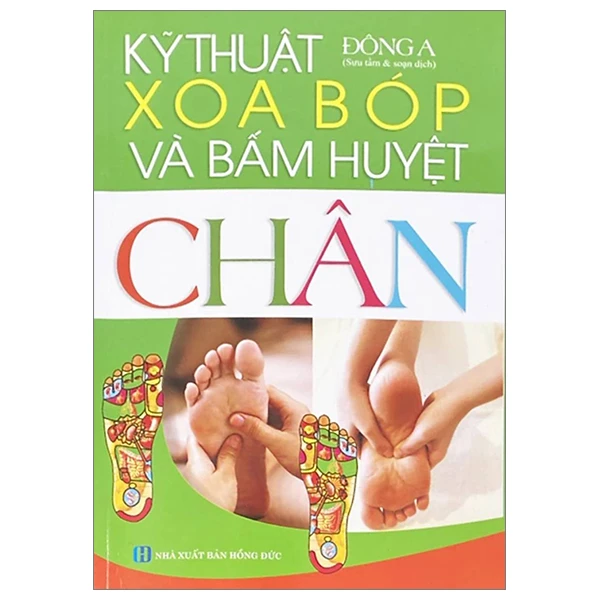 KỸ THUẬT
ĐÔNG A
(Sưu tầm & soạn dịch)
XOA BÓP
VÀ BẤM HUYỆT
CHÂN
NHÀ XUẤT BẢN HỒNG ĐỨC